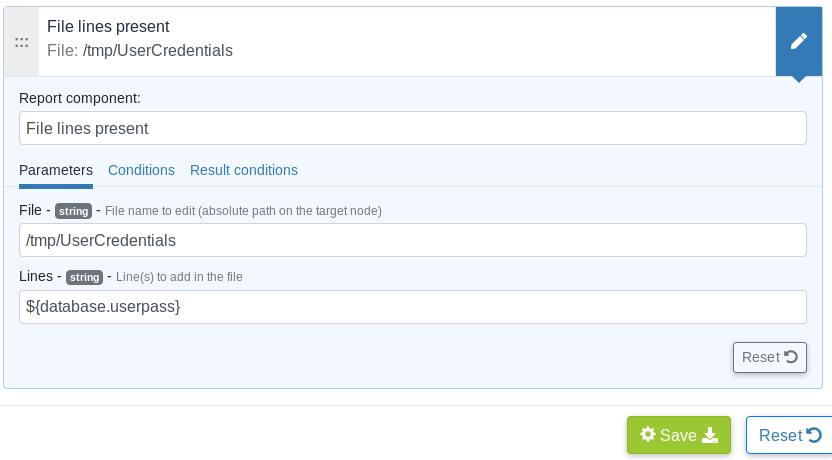 File lines present
File: /tmp/UserCredentials
Report component:
File lines present
Parameters Conditions Result conditions
File - string - File name to edit (absolute path on the target node)
/tmp/UserCredentials
Lines - string - Line(s) to add in the file
${database.userpass}
Reset
Save Reset